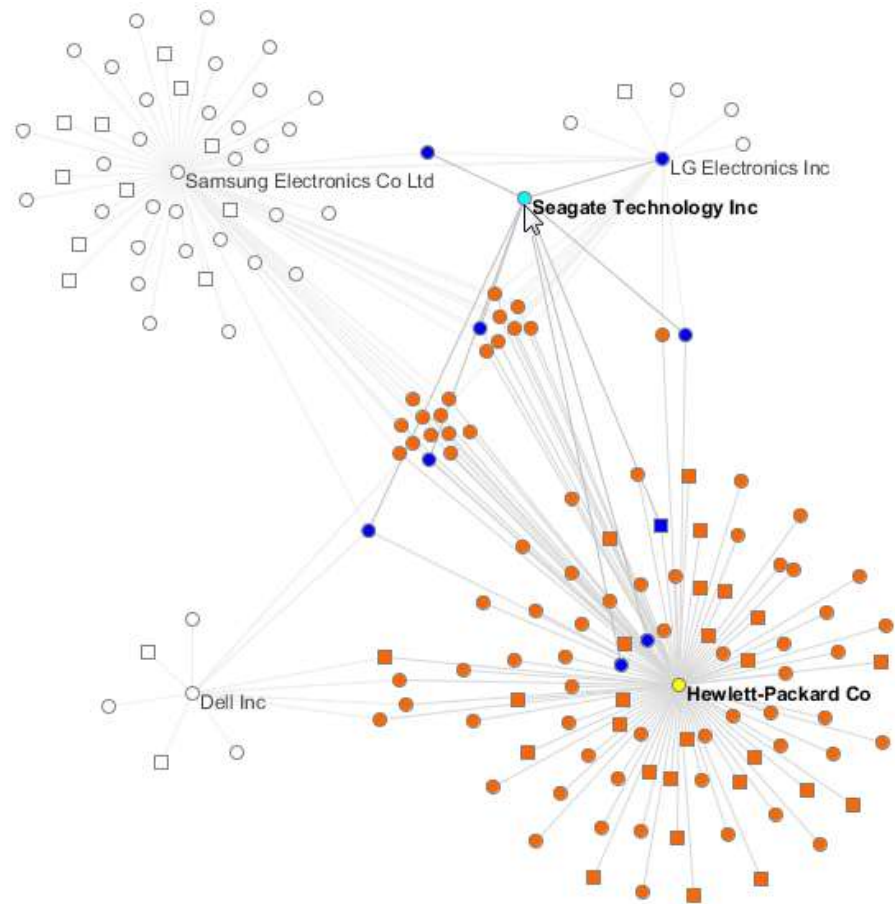 LG Electronics Inc
Samsung Electronics Co Ltd
Seagate Technology Inc
Hewlett-Packard Co
Dell Inc